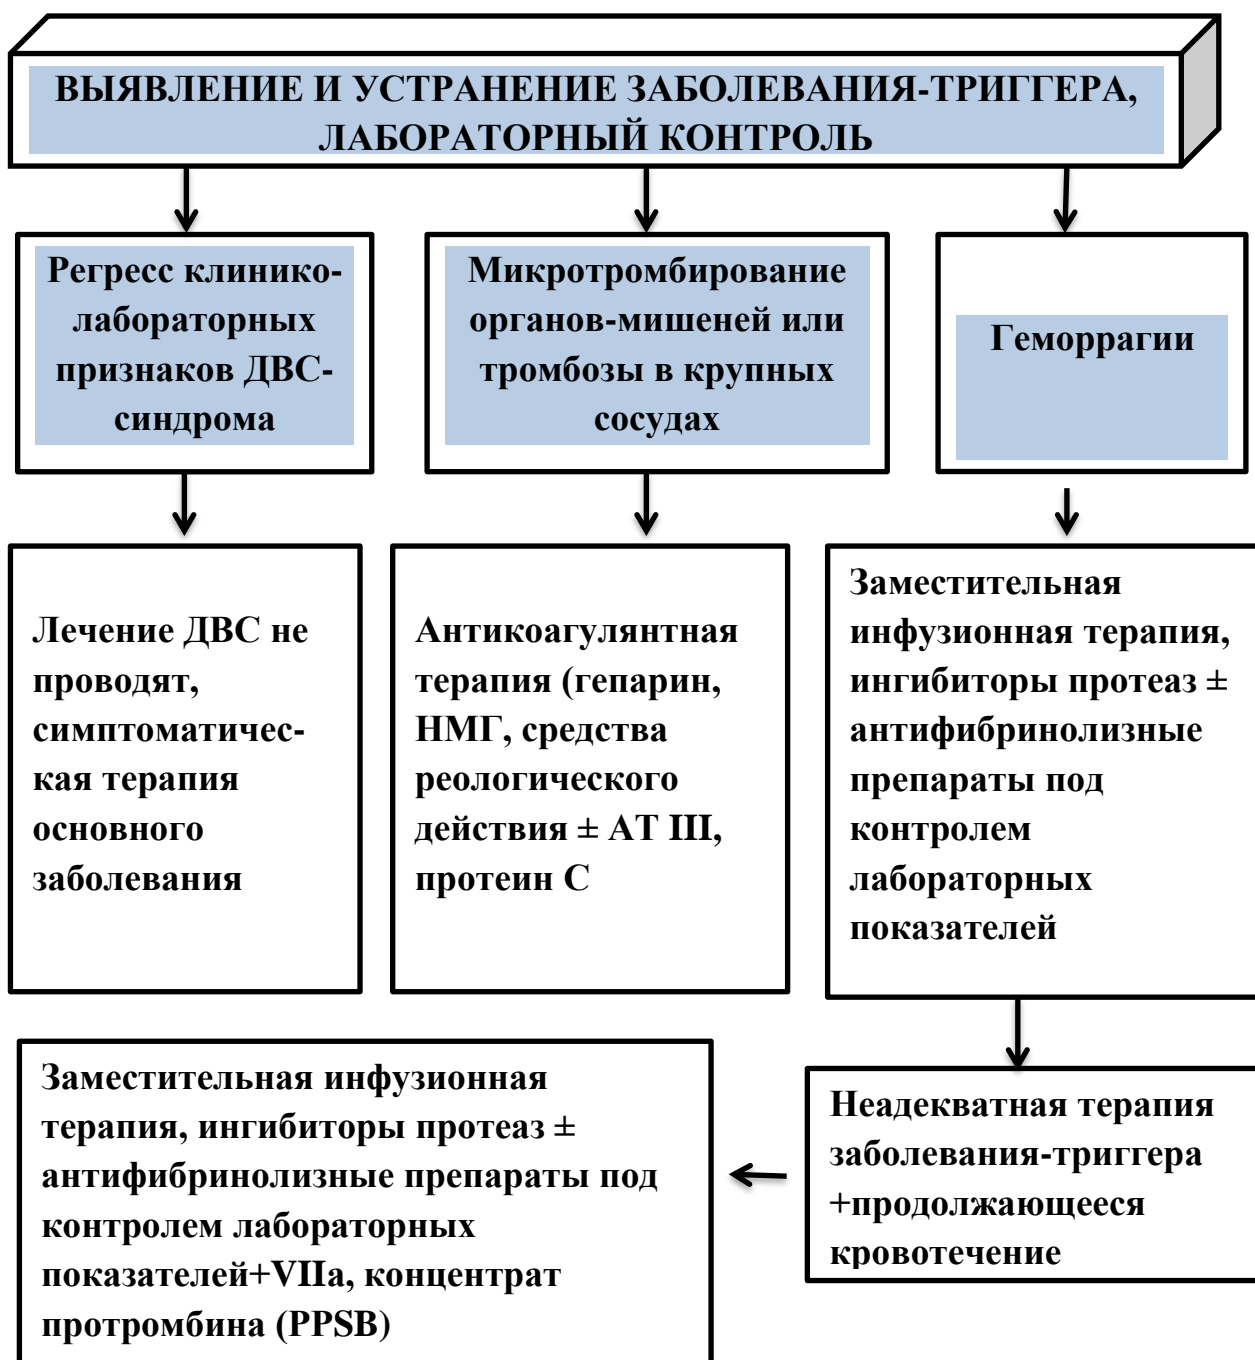 ВЫЯВЛЕНИЕ И УСТРАНЕНИЕ ЗАБОЛЕВАНИЯ-ТРИГГЕРА,
ЛАБОРАТОРНЫЙ КОНТРОЛЬ
Регресс клинико-
лабораторных
признаков ДВС-
синдрома
Микротромбирование
органов-мишеней или
тромбозы в крупных
сосудах
Геморрагии
Лечение ДВС не
проводят,
симптоматичес-
кая терапия
основного
заболевания
Антикоагулянтная
терапия (гепарин,
НМГ, средства
реологического
действия ± АТ III,
протеин С
Заместительная
инфузионная терапия,
ингибиторы протеаз ±
антифибринолизные
препараты под
контролем
лабораторных
показателей
Неадекватная терапия
заболевания-триггера
+продолжающееся
кровотечение
Заместительная инфузионная
терапия, ингибиторы протеаз ±
антифибринолизные препараты под
контролем лабораторных
показателей+VIIа, концентрат
протромбина (PPSB)